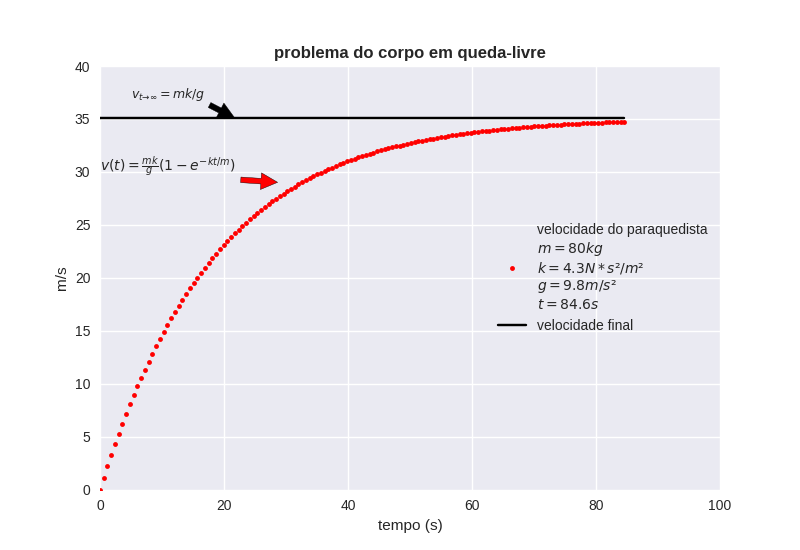 problema do corpo em queda-livre
40
35
30
25
20
15
10
5
0
m/s
v_{t→∞} = mk/g
v(t) = \frac{mk}{g}(1 − e^{−kt/m})
velocidade do paraquedista
m = 80kg
k = 4.3N * s²/m²
g = 9.8m/s²
t = 84.6s
velocidade final
0 20 40 60 80 100
tempo (s)